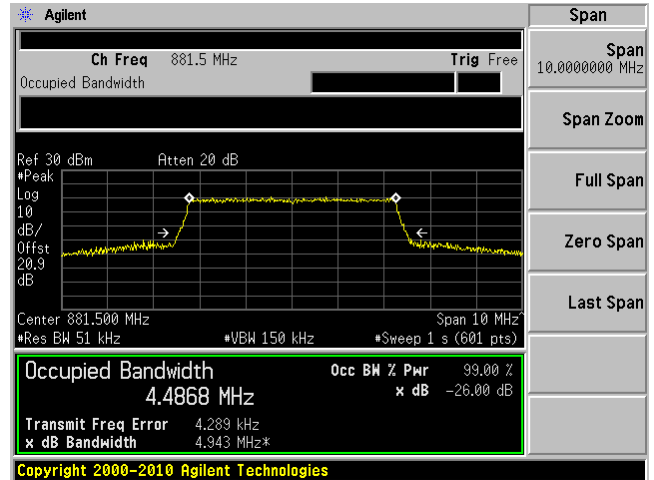 Agilent
Span
Ch Freq 881.5 MHz Trig Free
Occupied Bandwidth
Span
10.0000000 MHz
Span Zoom
Full Span
Zero Span
Last Span
Ref 30 dBm Atten 20 dB
#Peak
Log
10
dB/
Offst
20.9
dB
Center 881.500 MHz Span 10 MHz^
#Res BW 51 kHz #VBW 150 kHz #Sweep 1 s (601 pts)
Occupied Bandwidth
4.4868 MHz
Occ BW % Pwr 99.00 %
x dB -26.00 dB
Transmit Freq Error 4.289 kHz
x dB Bandwidth 4.943 MHz*
Copyright 2000-2010 Agilent Technologies